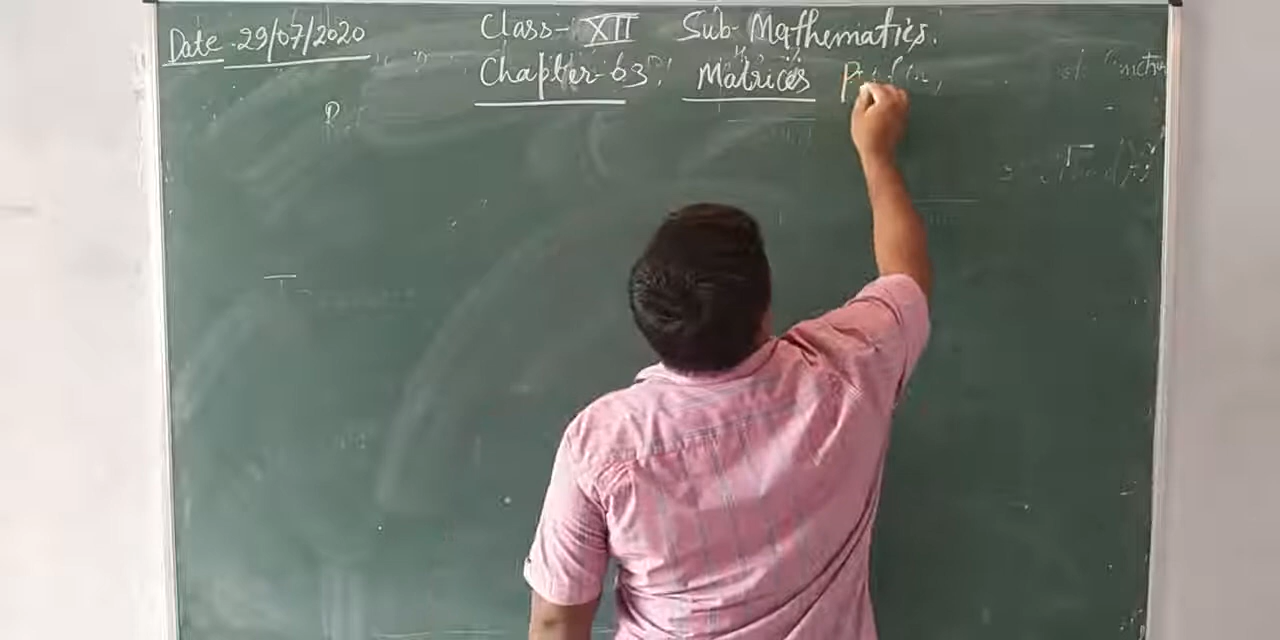 Date-29/07/2020
Class-XII Sub-Mathematics.
Chapter-03: Matrices